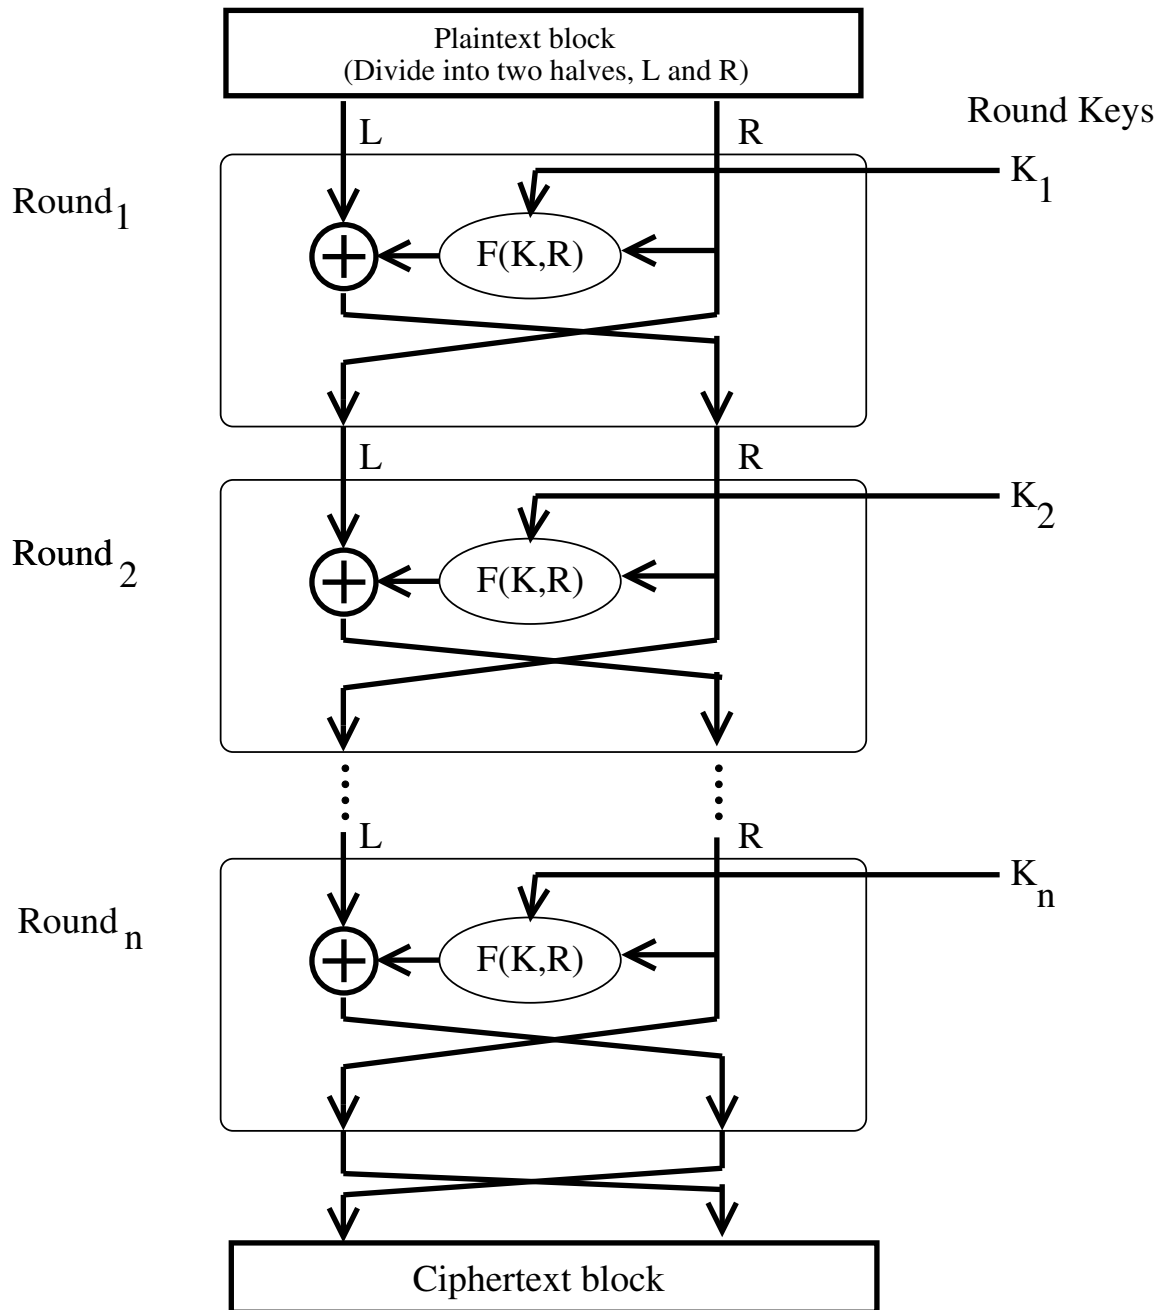 Plaintext block
(Divide into two halves, L and R)
Round Keys
L
R
K1
Round1
F(K,R)
L
R
K2
Round2
F(K,R)
L
R
Kn
Roundn
F(K,R)
Ciphertext block